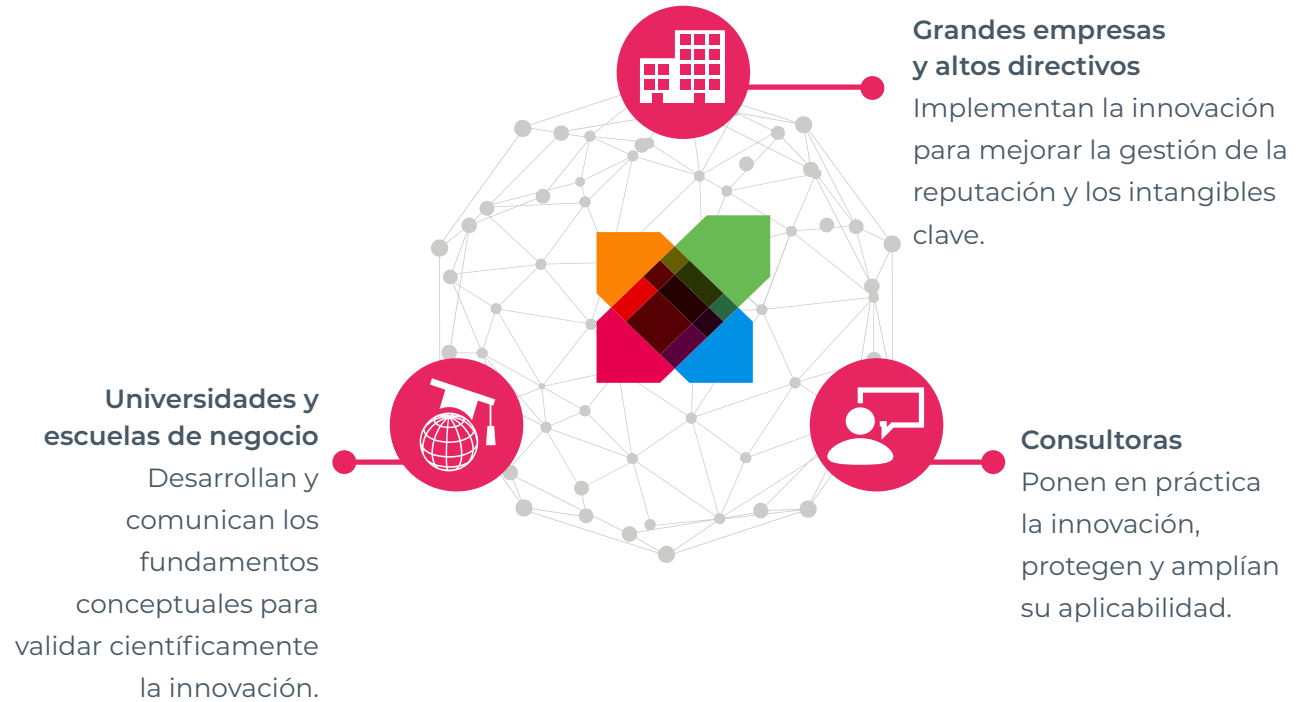 Grandes empresas
y altos directivos
Implementan la innovación
para mejorar la gestión de la
reputación y los intangibles
clave.
Universidades y
escuelas de negocio
Desarrollan y
comunican los
fundamentos
conceptuales para
validar científicamente
la innovación.
Consultoras
Ponen en práctica
la innovación,
protegen y amplían
su aplicabilidad.